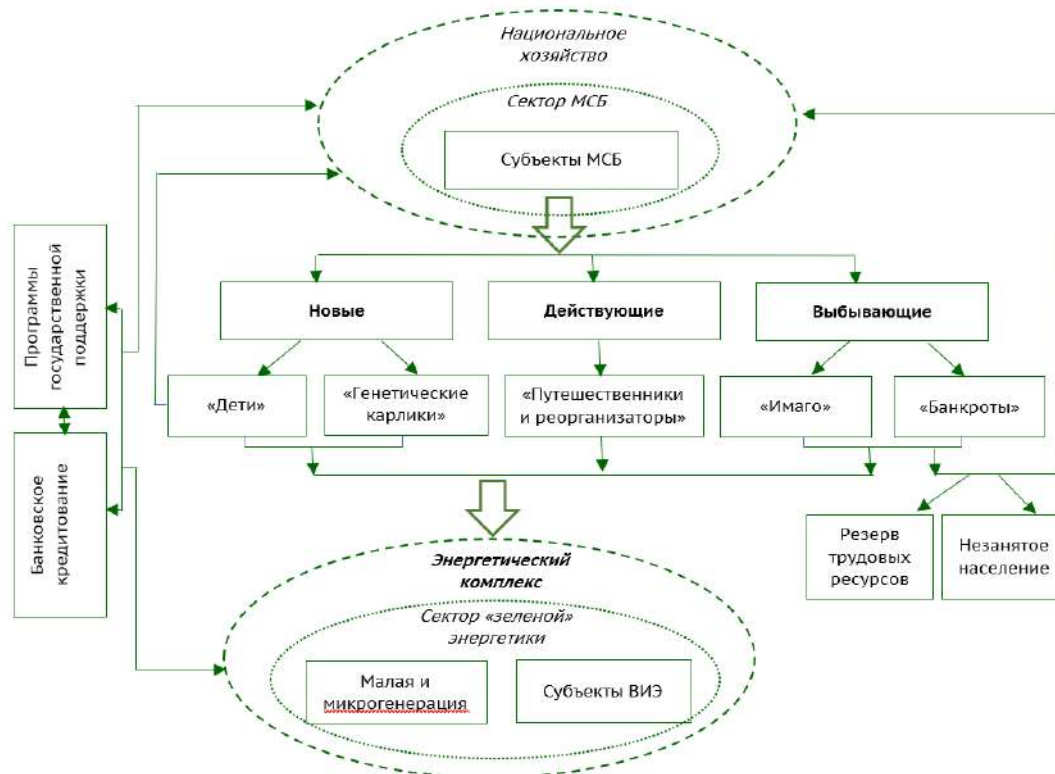 Национальное
хозяйство
Сектор МСБ
Субъекты МСБ
Программы
государственной
поддержки
Банковское
кредитование
Новые
Действующие
Выбывающие
«Дети»
«Генетические
карлики»
«Путешественники
и реорганизаторы»
«Имаго»
«Банкроты»
Резерв
трудовых
ресурсов
Незанятое
население
Энергетический
комплекс
Сектор «зеленой»
энергетики
Малая и
микрогенерация
Субъекты ВИЭ